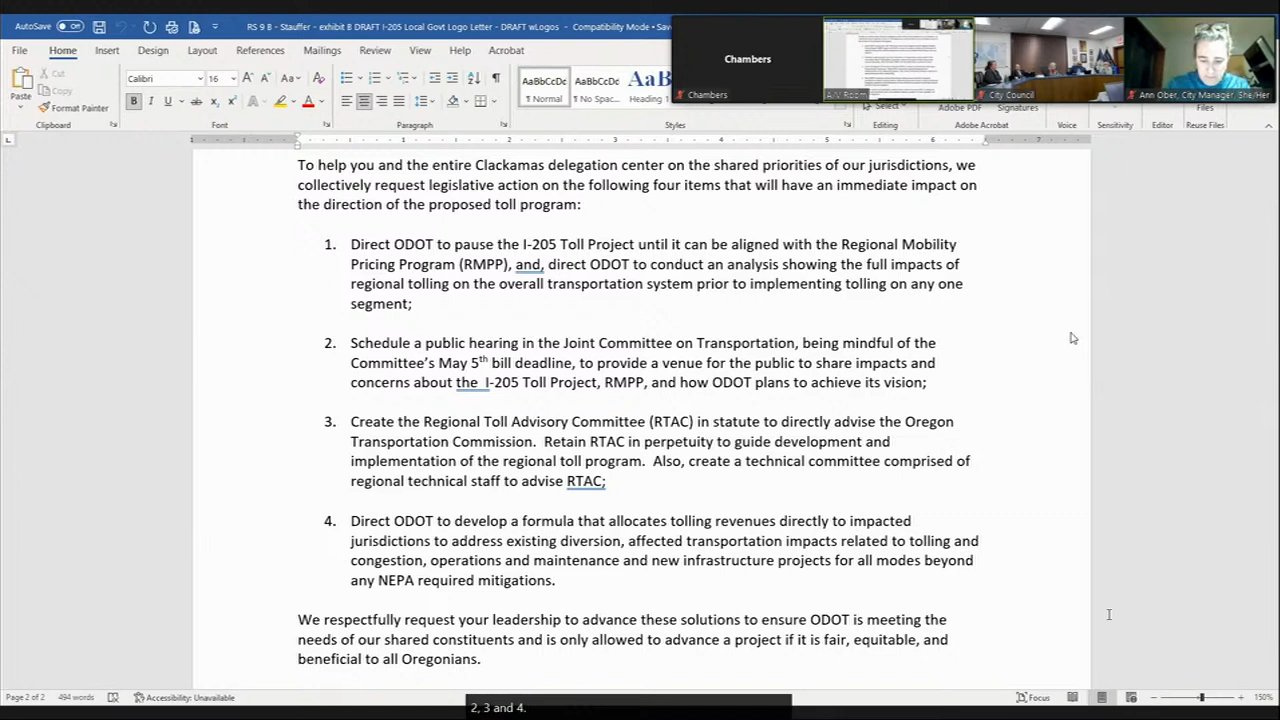 AutoSave Off RS 9.B - Stauffer - exhibit B DRAFT I-205 Local Govt Join Letter - DRAFT w Logos
File Home Insert References Mailings Review View Help Acrobat
Cut
Copy
Paste
Format Painter
Clipboard
Calibri
Font
Paragraph
AaBbCcDc
Normal
AaBbCcDc
No Spac...
Heading 1
Styles
Select
Editing
Adobe PDF
Signatures
Adobe Acrobat
Voice
Sensitivity
Editor
Files
Reuse Files
Chambers
Chambers
City Council
Ann Ober, City Manager, She/Her
To help you and the entire Clackamas delegation center on the shared priorities of our jurisdictions, we
collectively request legislative action on the following four items that will have an immediate impact on
the direction of the proposed toll program:
1. Direct ODOT to pause the I-205 Toll Project until it can be aligned with the Regional Mobility
Pricing Program (RMPP), and, direct ODOT to conduct an analysis showing the full impacts of
regional tolling on the overall transportation system prior to implementing tolling on any one
segment;
2. Schedule a public hearing in the Joint Committee on Transportation, being mindful of the
Committee's May 5th bill deadline, to provide a venue for the public to share impacts and
concerns about the  I-205 Toll Project, RMPP, and how ODOT plans to achieve its vision;
3. Create the Regional Toll Advisory Committee (RTAC) in statute to directly advise the Oregon
Transportation Commission.  Retain RTAC in perpetuity to guide development and
implementation of the regional toll program.  Also, create a technical committee comprised of
regional technical staff to advise RTAC;
4. Direct ODOT to develop a formula that allocates tolling revenues directly to impacted
jurisdictions to address existing diversion, affected transportation impacts related to tolling and
congestion, operations and maintenance and new infrastructure projects for all modes beyond
any NEPA required mitigations.
We respectfully request your leadership to advance these solutions to ensure ODOT is meeting the
needs of our shared constituents and is only allowed to advance a project if it is fair, equitable, and
beneficial to all Oregonians.
Page 2 of 2 494 words Accessibility: Unavailable Focus 150%
2, 3 and 4.